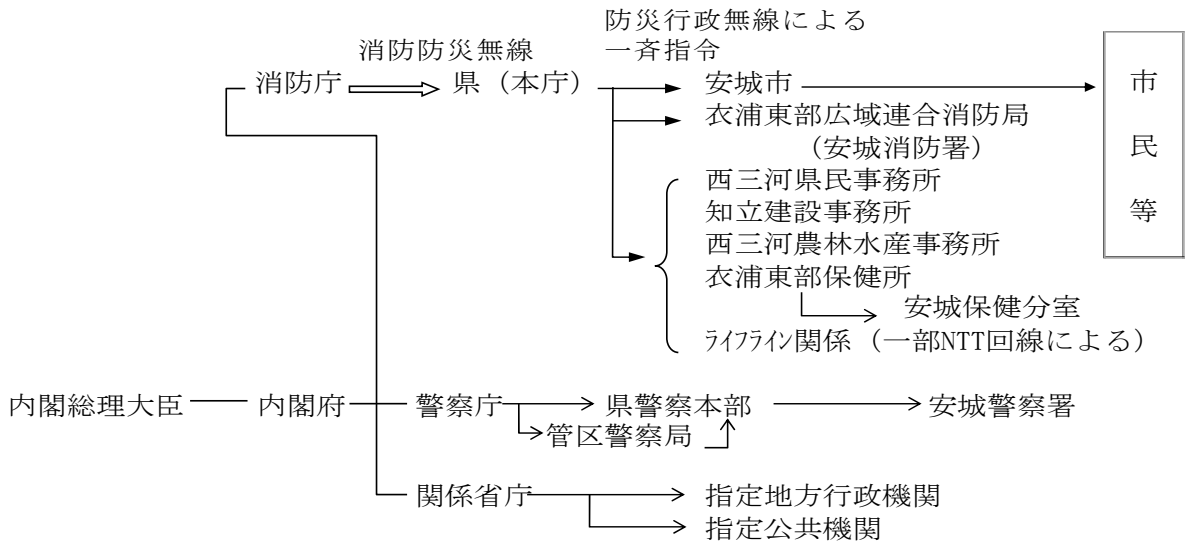 防災行政無線による
一斉指令
消防防災無線
消防庁
県（本庁）
安城市
衣浦東部広域連合消防局
（安城消防署）
西三河県民事務所
知立建設事務所
西三河農林水産事務所
衣浦東部保健所
安城保健分室
ﾗｲﾌﾗｲﾝ関係（一部NTT回線による）
市
民
等
内閣総理大臣
内閣府
警察庁
県警察本部
安城警察署
管区警察局
関係省庁
指定地方行政機関
指定公共機関